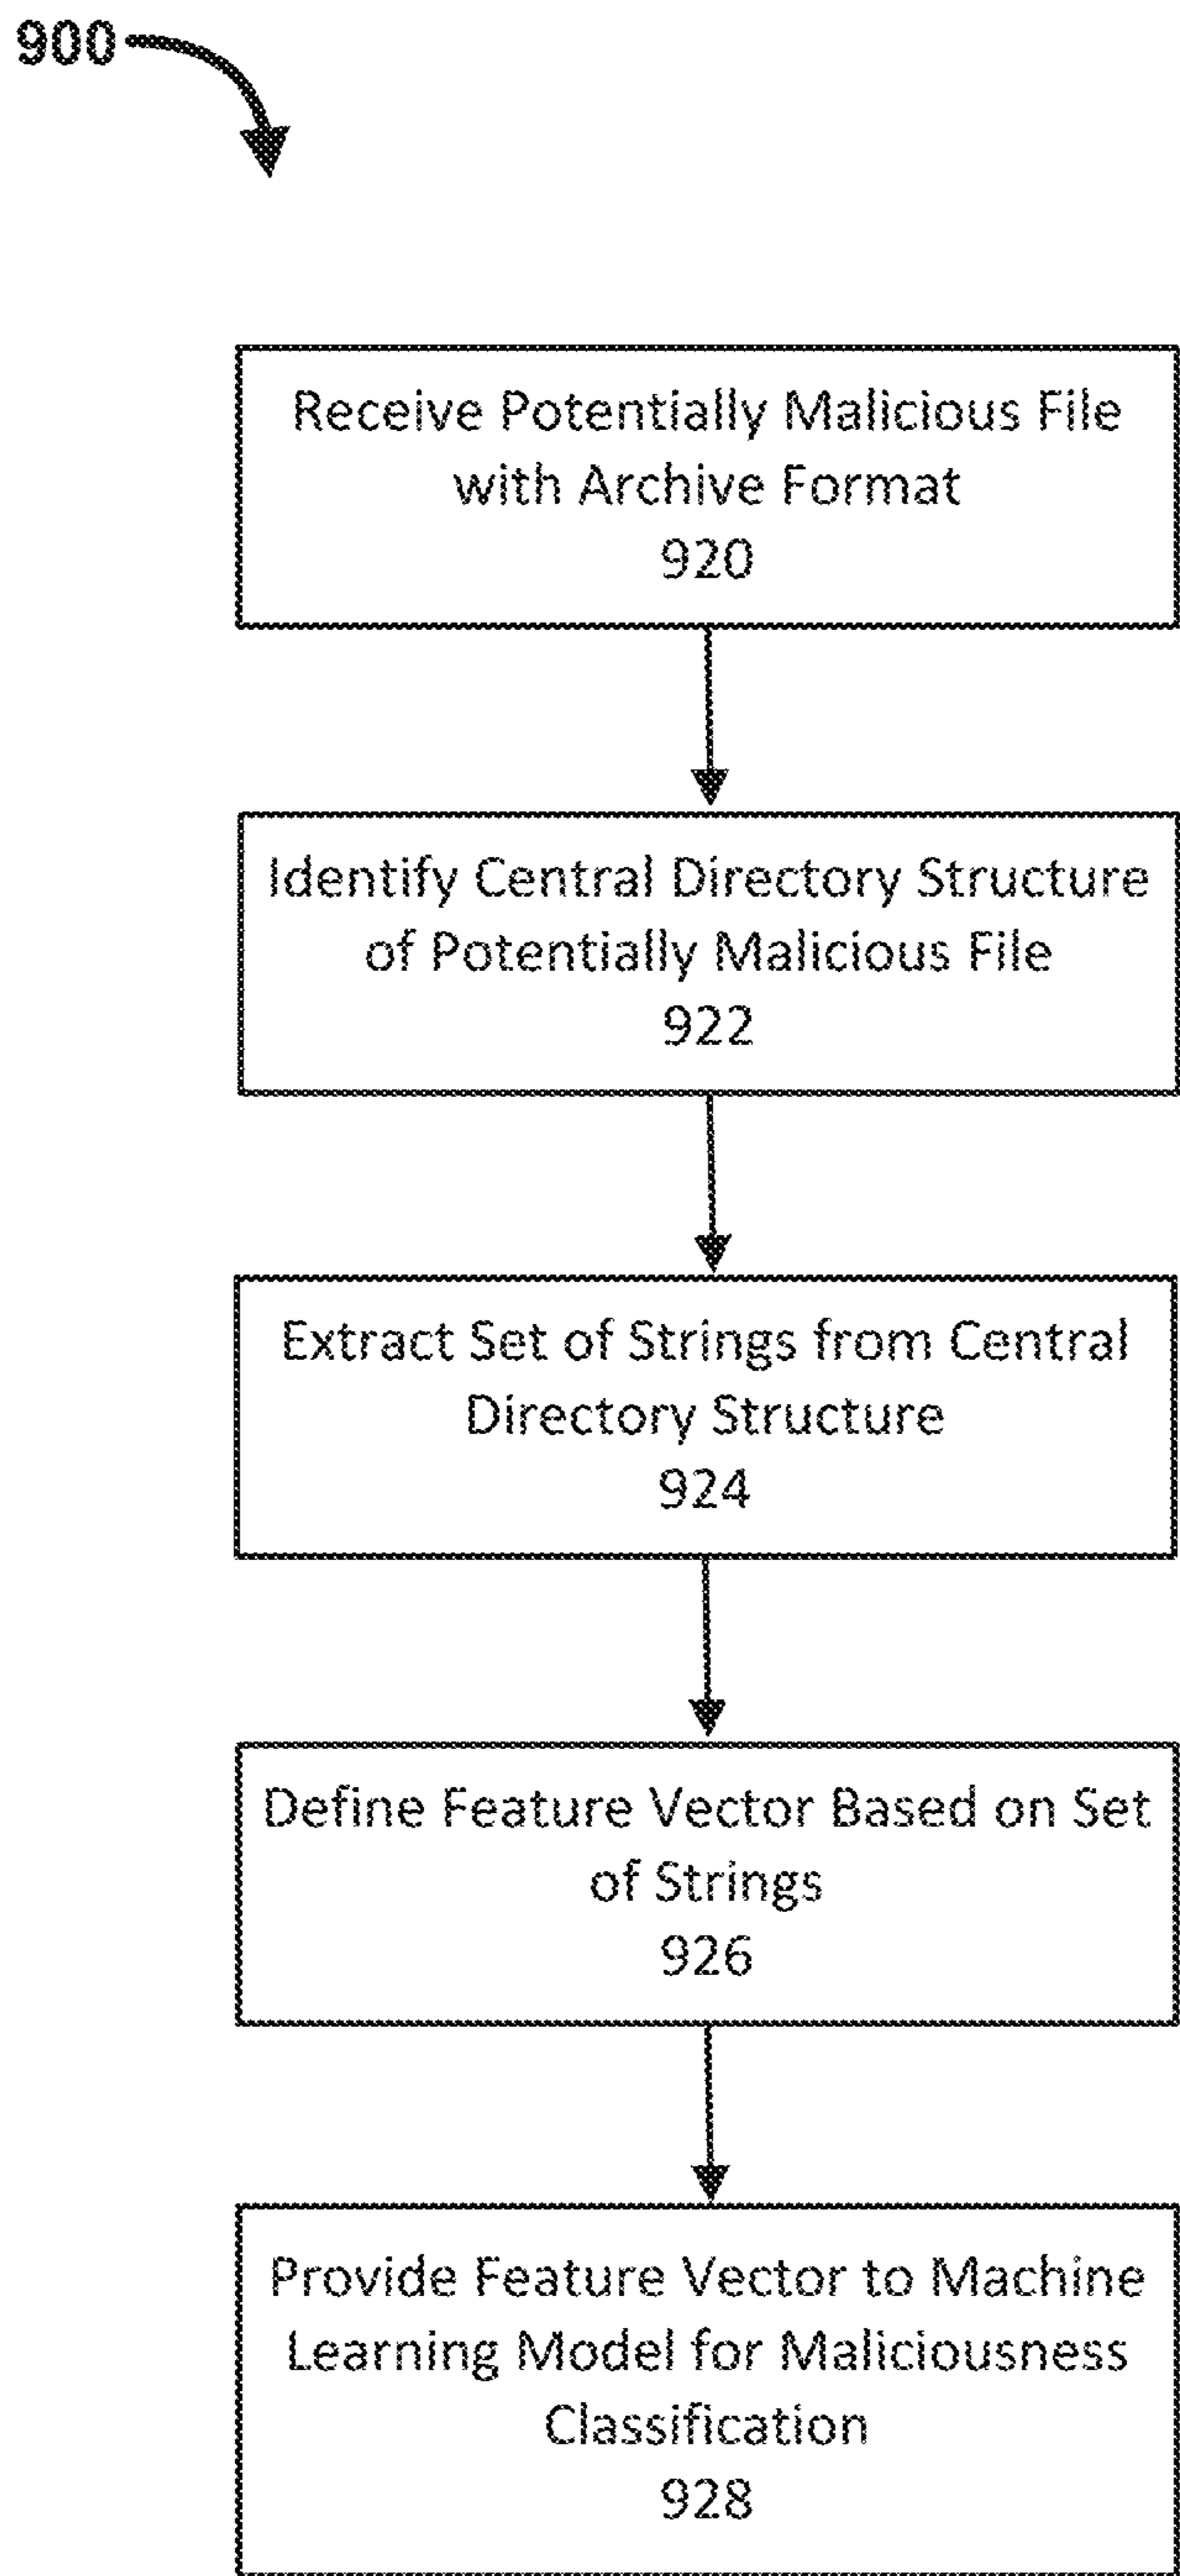 900
Receive Potentially Malicious File
with Archive Format
920
Identify Central Directory Structure
of Potentially Malicious File
922
Extract Set of Strings from Central
Directory Structure
924
Define Feature Vector Based on Set
of Strings
926
Provide Feature Vector to Machine
Learning Model for Maliciousness
Classification
928